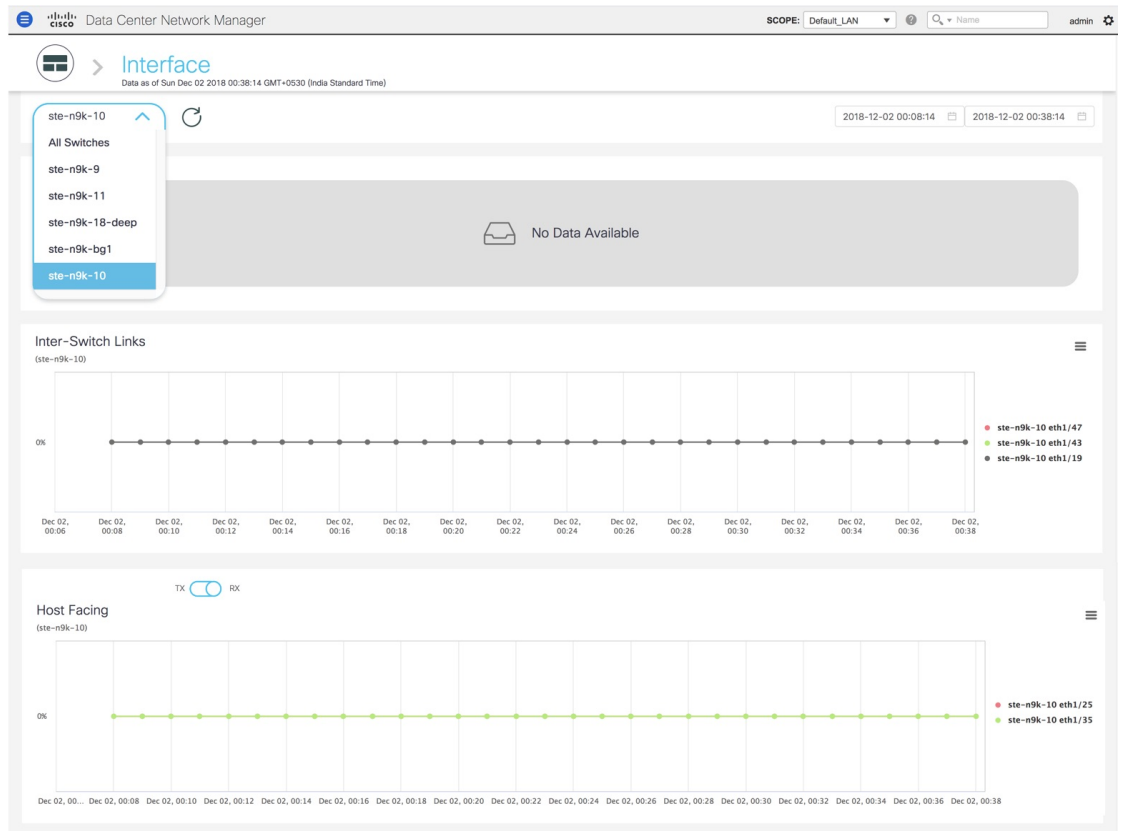 cisco Data Center Network Manager SCOPE: Default_LAN Name admin
Interface
Data as of Sun Dec 02 2018 00:38:14 GMT+0530 (India Standard Time)
ste-n9k-10 2018-12-02 00:08:14 2018-12-02 00:38:14
All Switches
ste-n9k-9
ste-n9k-11
ste-n9k-18-deep
ste-n9k-bg1
ste-n9k-10
No Data Available
Inter-Switch Links
(ste-n9k-10)
0%
ste-n9k-10 eth1/47
ste-n9k-10 eth1/43
ste-n9k-10 eth1/19
Dec 02, Dec 02, Dec 02, Dec 02, Dec 02, Dec 02, Dec 02, Dec 02, Dec 02, Dec 02, Dec 02, Dec 02, Dec 02, Dec 02, Dec 02, Dec 02, Dec 02,
00:06 00:08 00:10 00:12 00:14 00:16 00:18 00:20 00:22 00:24 00:26 00:28 00:30 00:32 00:34 00:36 00:38
TX RX
Host Facing
(ste-n9k-10)
0%
ste-n9k-10 eth1/25
ste-n9k-10 eth1/35
Dec 02, 00... Dec 02, 00:08 Dec 02, 00:10 Dec 02, 00:12 Dec 02, 00:14 Dec 02, 00:16 Dec 02, 00:18 Dec 02, 00:20 Dec 02, 00:22 Dec 02, 00:24 Dec 02, 00:26 Dec 02, 00:28 Dec 02, 00:30 Dec 02, 00:32 Dec 02, 00:34 Dec 02, 00:36 Dec 02, 00:38